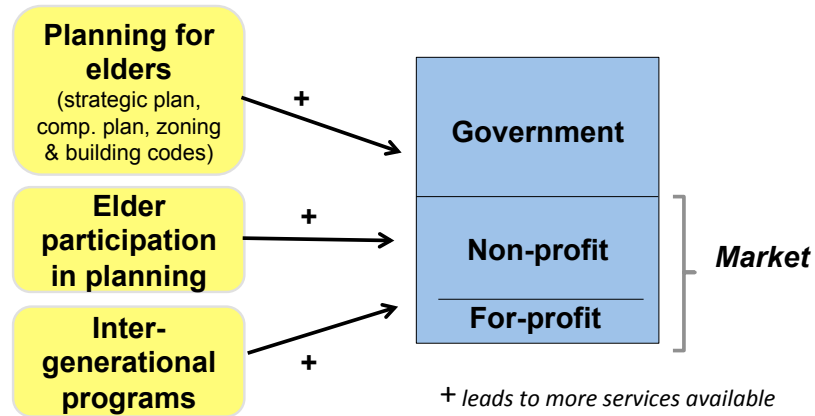 Planning for
elders
(strategic plan,
comp. plan, zoning
& building codes)
+
Government
Elder
participation
in planning
+
Non-profit
Market
For-profit
Inter-
generational
programs
+
+ leads to more services available